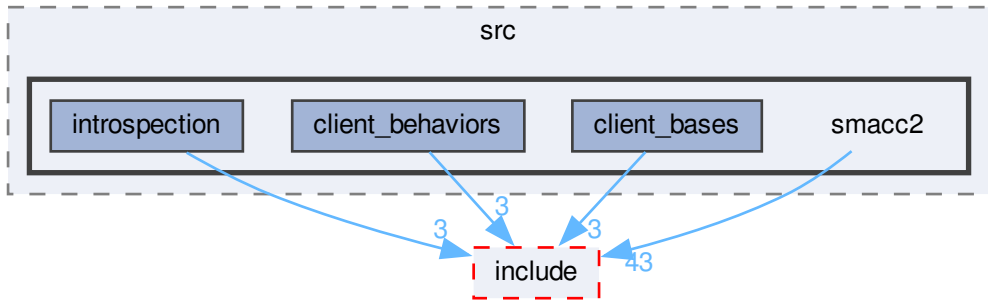 src
introspection
client_behaviors
client_bases
smacc2
3
3
3
43
include